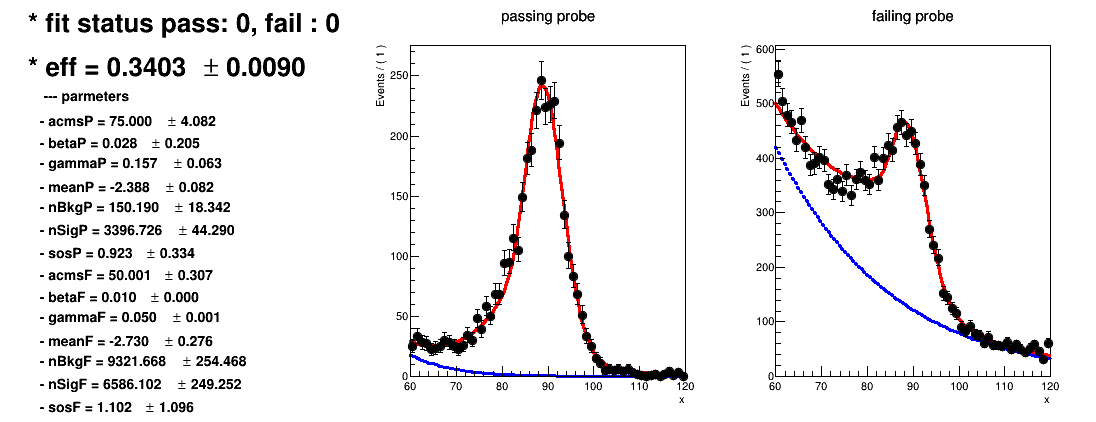 * fit status pass: 0, fail : 0
* eff = 0.3403 ± 0.0090
--- parmeters
- acmsP = 75.000 ± 4.082
- betaP = 0.028 ± 0.205
- gammaP = 0.157 ± 0.063
- meanP = -2.388 ± 0.082
- nBkgP = 150.190 ± 18.342
- nSigP = 3396.726 ± 44.290
- sosP = 0.923 ± 0.334
- acmsF = 50.001 ± 0.307
- betaF = 0.010 ± 0.000
- gammaF = 0.050 ± 0.001
- meanF = -2.730 ± 0.276
- nBkgF = 9321.668 ± 254.468
- nSigF = 6586.102 ± 249.252
- sosF = 1.102 ± 1.096
passing probe
Events / ( 1 )
250
200
150
100
50
0
60 70 80 90 100 110 120
x
failing probe
Events / ( 1 )
600
500
400
300
200
100
0
60 70 80 90 100 110 120
x